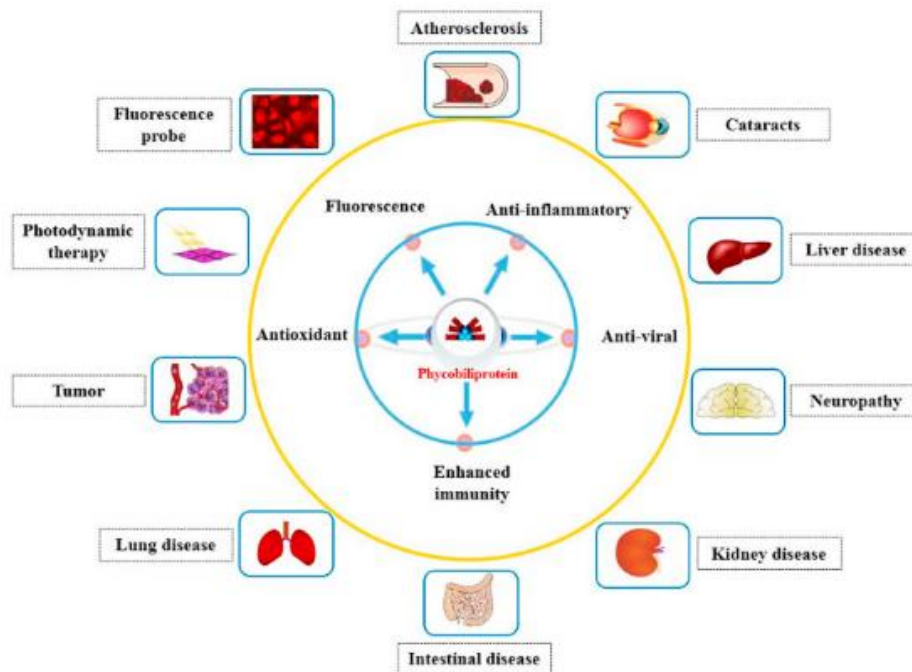 Atherosclerosis
Fluorescence
probe
Cataracts
Fluorescence
Anti-inflammatory
Photodynamic
therapy
Liver disease
Antioxidant
Anti-viral
Phycobiliprotein
Tumor
Neuropathy
Enhanced
immunity
Lung disease
Kidney disease
Intestinal disease